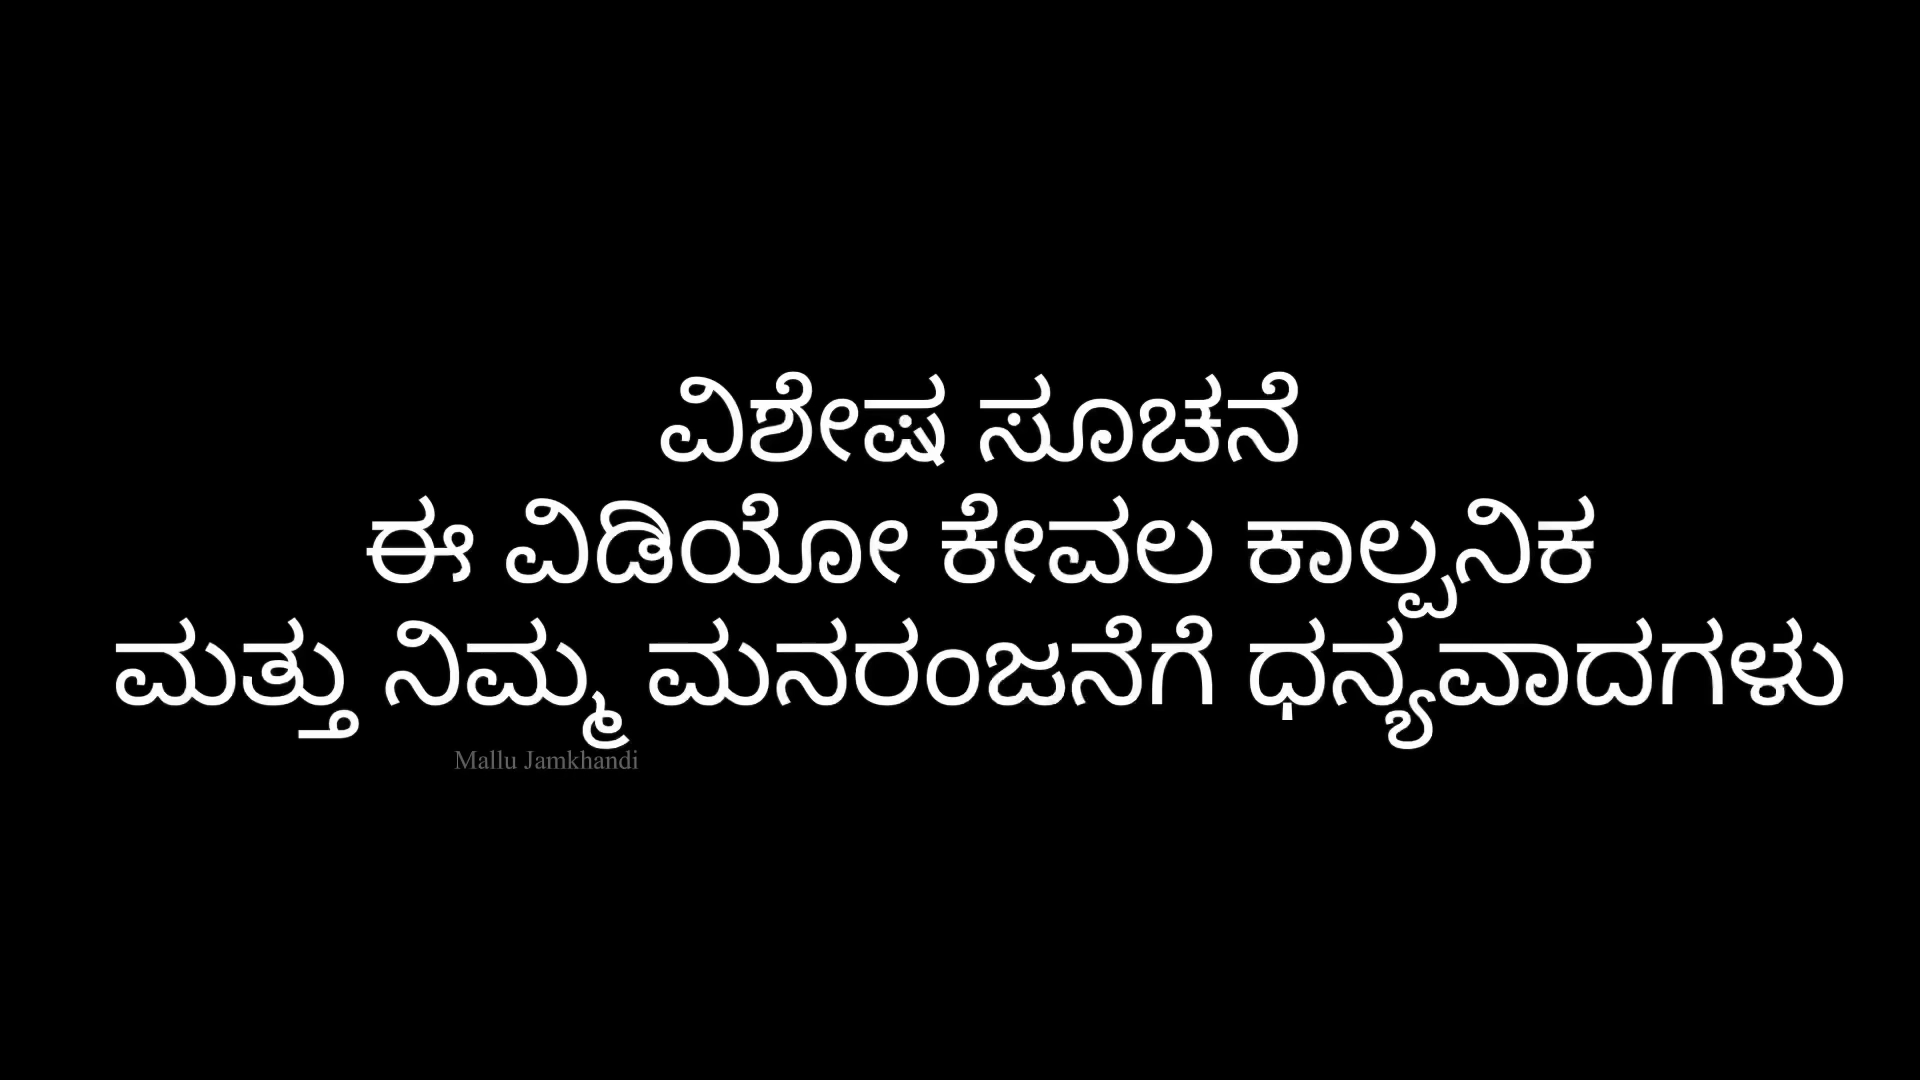 ವಿಶೇಷ ಸೂಚನೆ
ಈ ವಿಡಿಯೋ ಕೇವಲ ಕಾಲ್ಪನಿಕ
ಮತ್ತು ನಿಮ್ಮ ಮನರಂಜನೆಗೆ ಧನ್ಯವಾದಗಳು
Mallu Jamkhandi